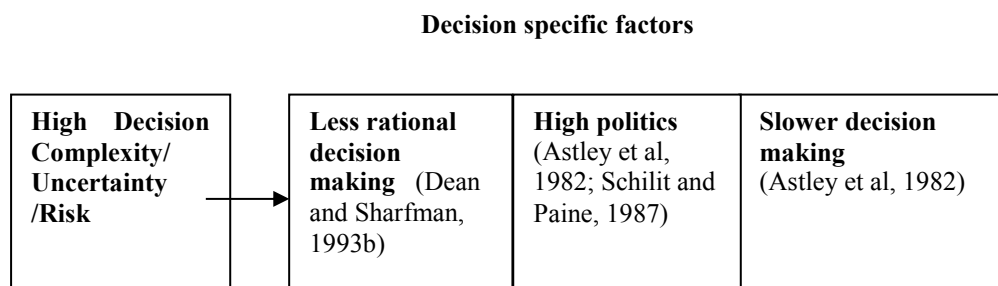 Decision specific factors
High Decision
Complexity/
Uncertainty
/Risk
Less rational
decision
making (Dean
and Sharfman,
1993b)
High politics
(Astley et al,
1982; Schilit and
Paine, 1987)
Slower decision
making
(Astley et al, 1982)